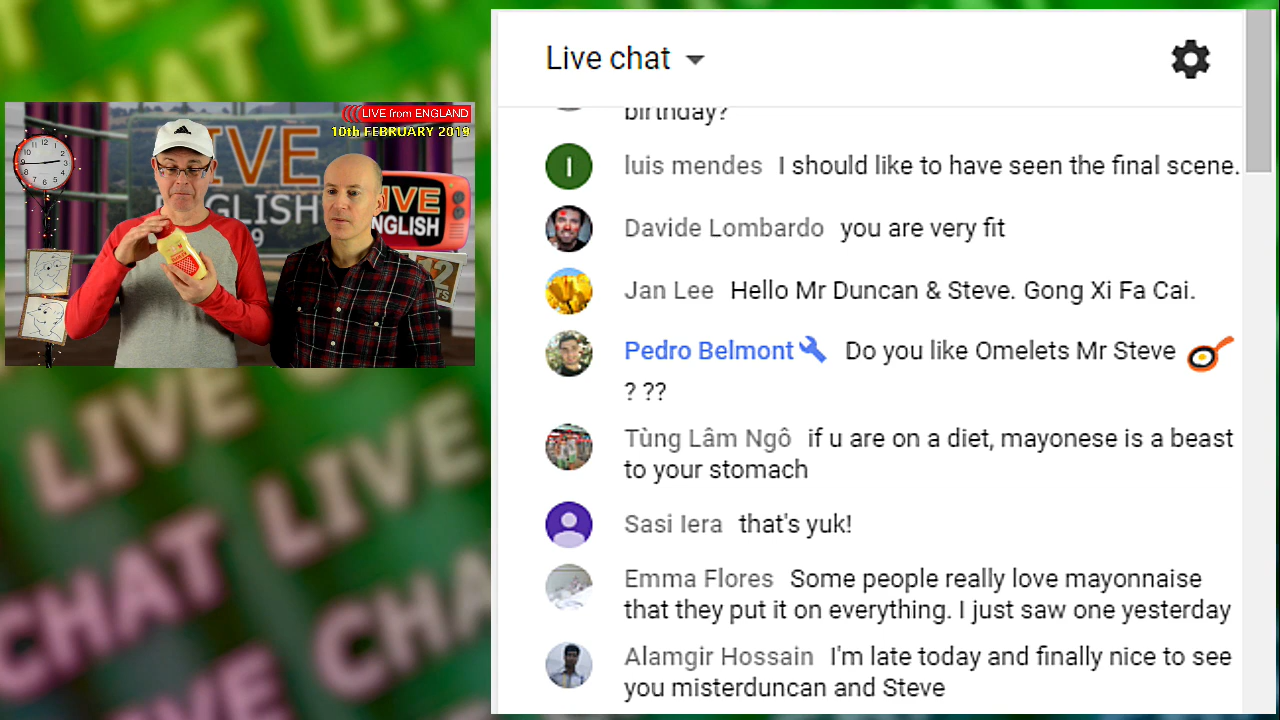 LIVE from ENGLAND
10th FEBRUARY 2019
LIVE
ENGLISH
LIVE
ENGLISH
12
Live chat
birthday?
luis mendes I should like to have seen the final scene.
Davide Lombardo you are very fit
Jan Lee Hello Mr Duncan & Steve. Gong Xi Fa Cai.
Pedro Belmont Do you like Omelets Mr Steve
? ??
Tùng Lâm Ngô if u are on a diet, mayonese is a beast
to your stomach
Sasi Iera that's yuk!
Emma Flores Some people really love mayonnaise
that they put it on everything. I just saw one yesterday
Alamgir Hossain I'm late today and finally nice to see
you misterduncan and Steve
LIVE
CHAT
LIVE
CHAT
LIVE
CHAT
LIVE